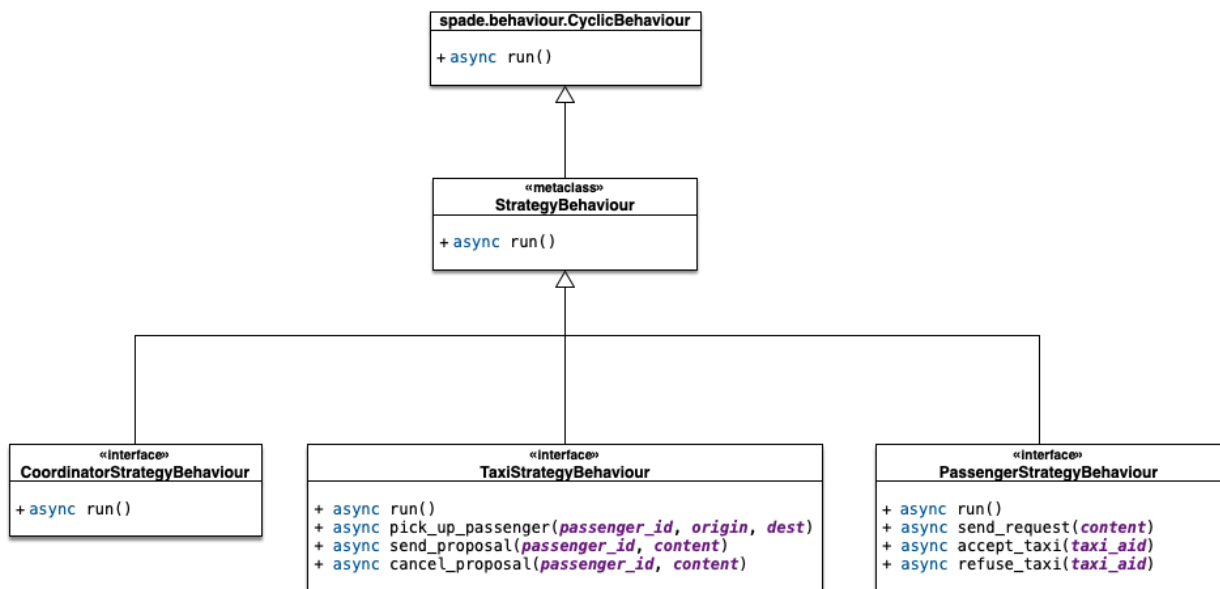 spade.behaviour.CyclicBehaviour
+ async run()
«metaclass»
StrategyBehaviour
+ async run()
«interface»
CoordinatorStrategyBehaviour
+ async run()
«interface»
TaxiStrategyBehaviour
+ async run()
+ async pick_up_passenger(passenger_id, origin, dest)
+ async send_proposal(passenger_id, content)
+ async cancel_proposal(passenger_id, content)
«interface»
PassengerStrategyBehaviour
+ async run()
+ async send_request(content)
+ async accept_taxi(taxi_aid)
+ async refuse_taxi(taxi_aid)